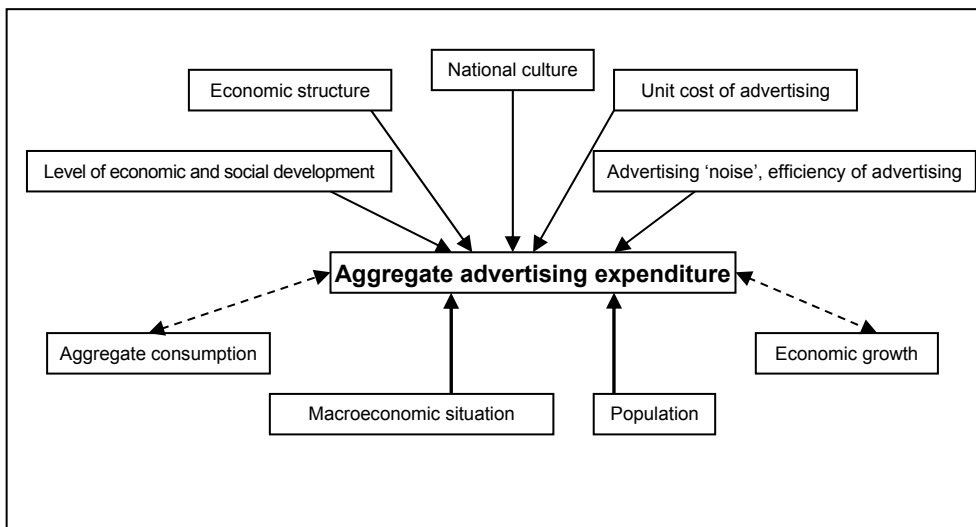 National culture
Economic structure
Unit cost of advertising
Level of economic and social development
Advertising ‘noise’, efficiency of advertising
Aggregate advertising expenditure
Aggregate consumption
Economic growth
Macroeconomic situation
Population